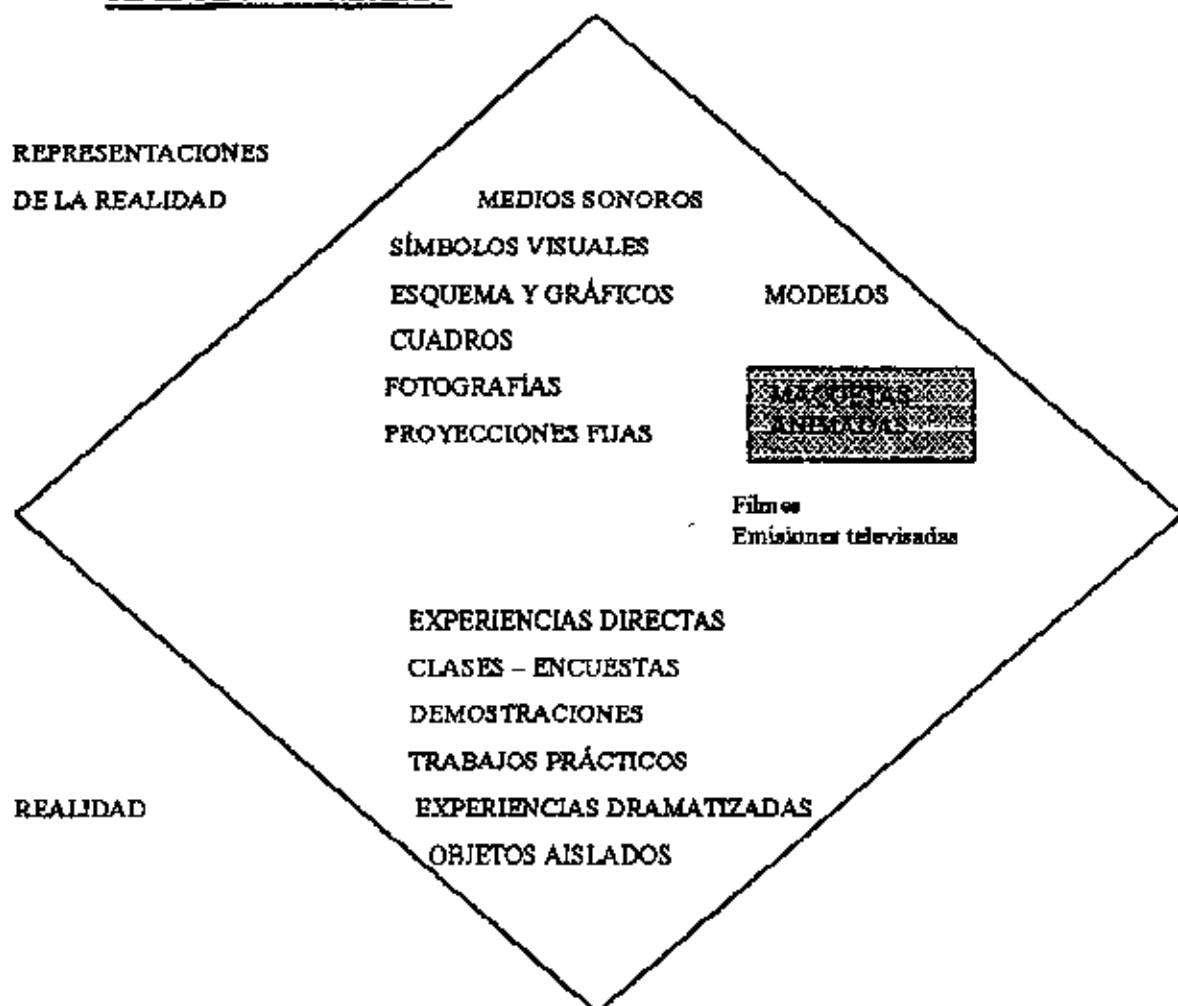 REPRESENTACIONES
DE LA REALIDAD
MEDIOS SONOROS
SÍMBOLOS VISUALES
ESQUEMA Y GRÁFICOS
MODELOS
CUADROS
FOTOGRAFÍAS
MAQUETAS
ANIMADAS
PROYECCIONES FIJAS
Filmes
Emisiones televisadas
EXPERIENCIAS DIRECTAS
CLASES – ENCUESTAS
DEMOSTRACIONES
TRABAJOS PRÁCTICOS
REALIDAD
EXPERIENCIAS DRAMATIZADAS
OBJETOS AISLADOS